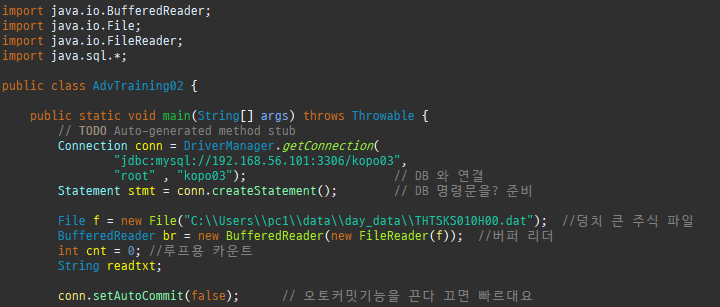 import java.io.BufferedReader;
import java.io.File;
import java.io.FileReader;
import java.sql.*;
public class AdvTraining02 {
public static void main(String[] args) throws Throwable {
// TODO Auto-generated method stub
Connection conn = DriverManager.getConnection(
"jdbc:mysql://192.168.56.101:3306/kopo03",
"root" , "kopo03"); // DB 와 연결
Statement stmt = conn.createStatement(); // DB 명령문을? 준비
File f = new File("C:\\Users\\pc1\\data\\day_data\\THTSKS010H00.dat"); //덩치 큰 주식 파일
BufferedReader br = new BufferedReader(new FileReader(f)); //버퍼 리더
int cnt = 0; //루프용 카운트
String readtxt;
conn.setAutoCommit(false); // 오토커밋기능을 끈다 끄면 빠르대요